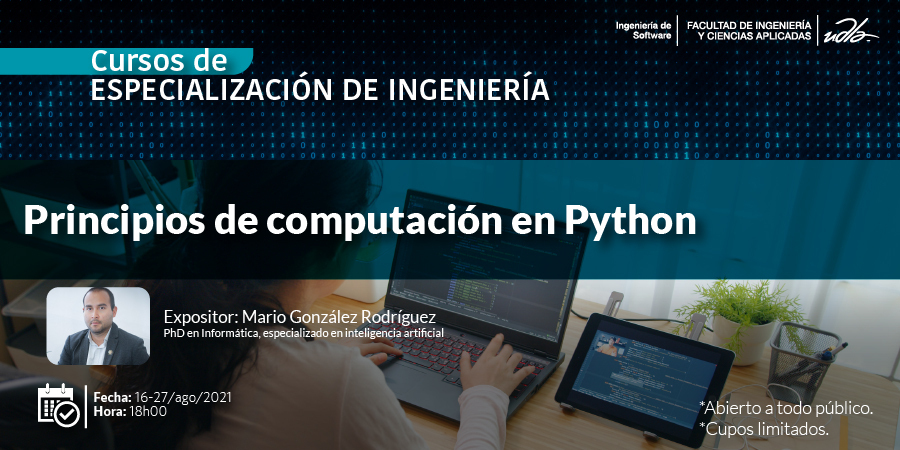 Ingeniería de
Software
FACULTAD DE INGENIERÍA
Y CIENCIAS APLICADAS
udla-
Cursos de
ESPECIALIZACIÓN DE INGENIERÍA
Principios de computación en Python
Expositor: Mario González Rodríguez
PhD en Informática, especializado en inteligencia artificial
Fecha: 16-27/ago/2021
Hora: 18h00
*Abierto a todo público.
*Cupos limitados.